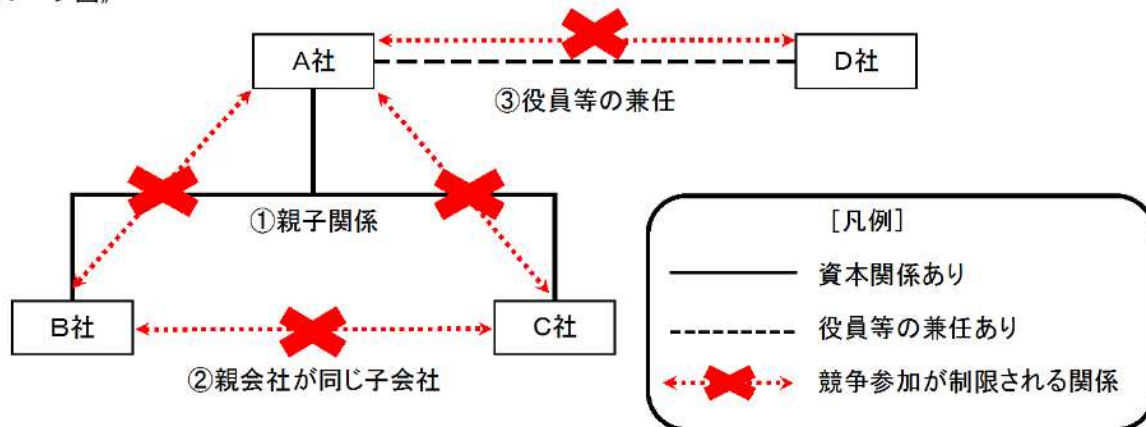 A社
D社
③役員等の兼任
①親子関係
B社
C社
②親会社が同じ子会社
[凡例]
資本関係あり
役員等の兼任あり
競争参加が制限される関係